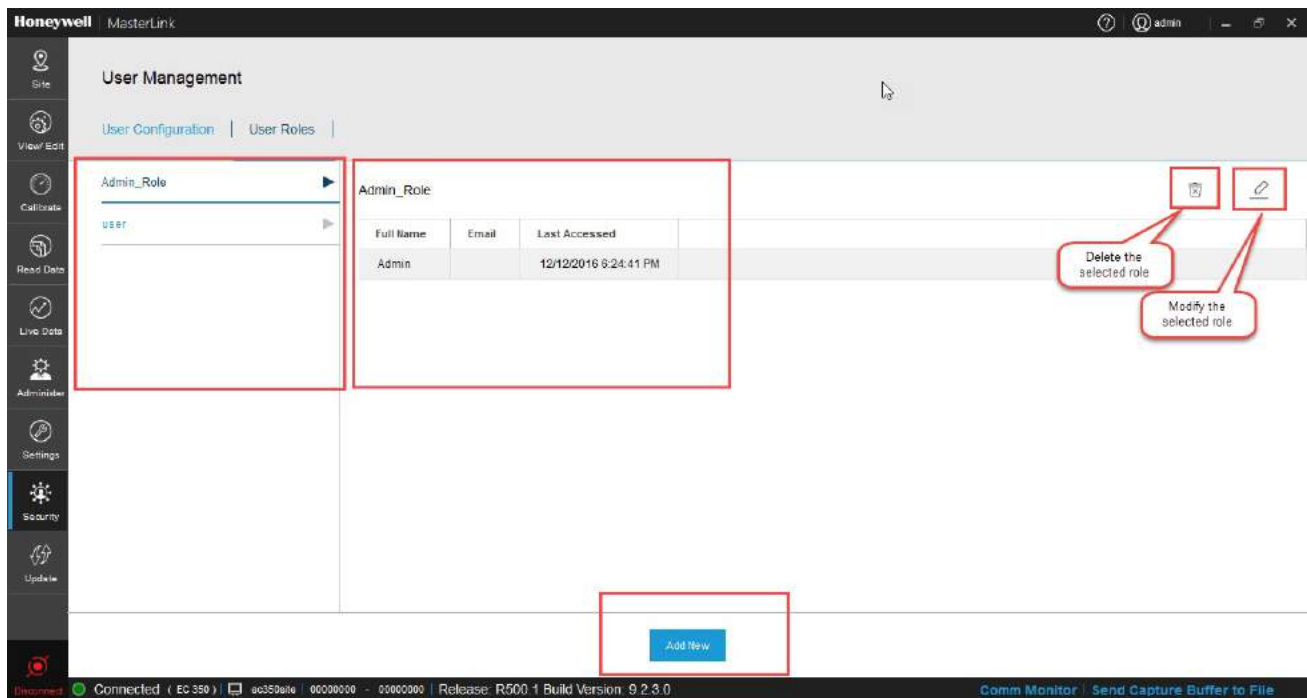 Honeywell MasterLink
admin
Site
User Management
View/ Edit
User Configuration | User Roles |
Calibrate
Admin_Role
user
Admin_Role
Full Name Email Last Accessed
Admin 12/12/2016 6:24:41 PM
Delete the
selected role
Modify the
selected role
Read Data
Live Data
Administer
Settings
Security
Update
Add New
Disconnect
Connected ( EC 350 ) | ec350site | 00000000 - 00000000 | Release: R500.1 Build Version: 9.2.3.0
Comm Monitor | Send Capture Buffer to File